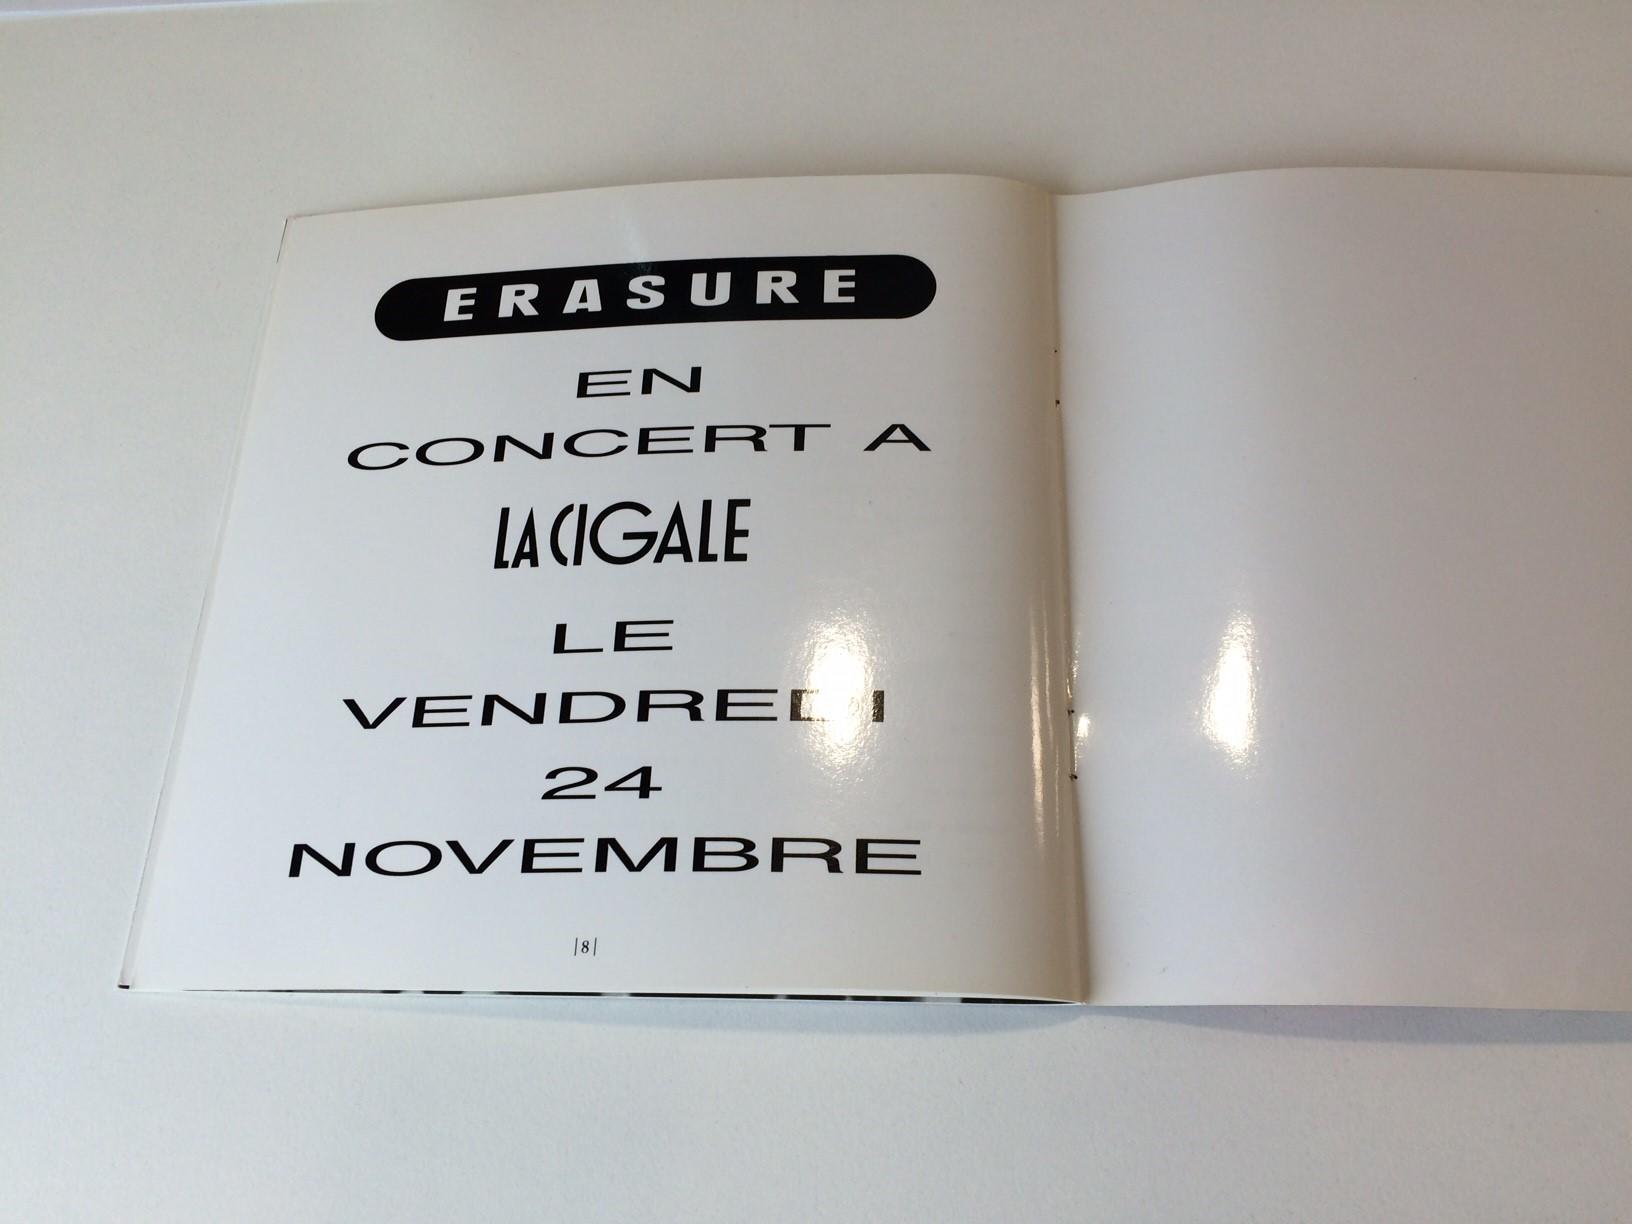 ERASURE
EN
CONCERT A
LA CIGALE
LE
VENDREDI
24
NOVEMBRE
|8|